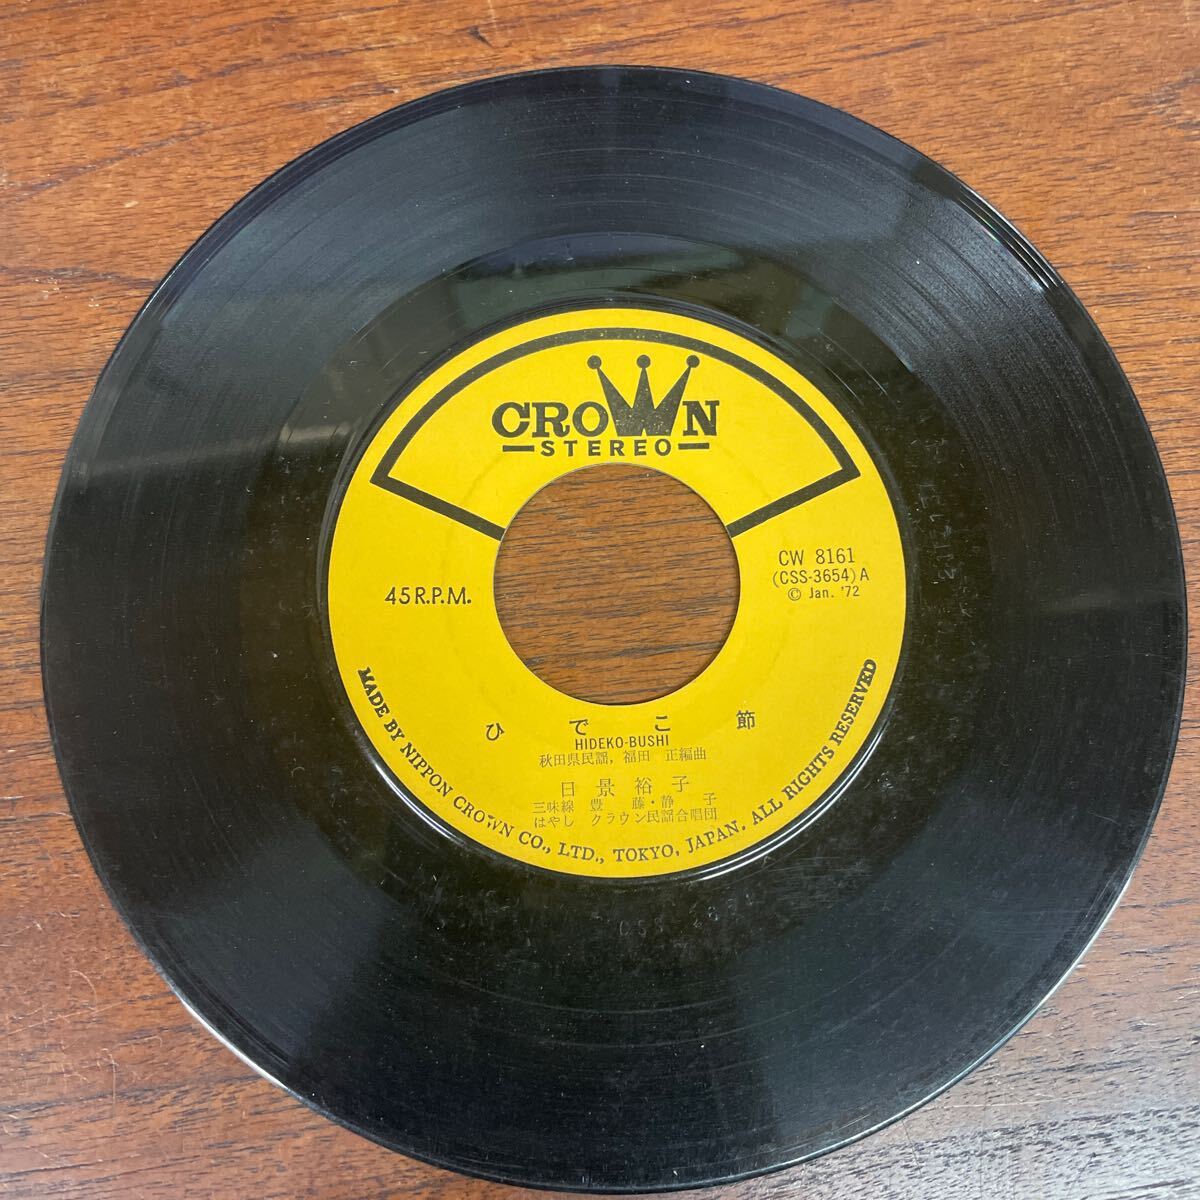 CROWN
STEREO
CW 8161
(CSS-3654) A
© Jan. '72
45 R.P.M.
ひでこ節
HIDEKO-BUSHI
秋田県民謡, 福田 正編曲
日景裕子
三味線 豊 藤・静 子
はやし クラウン民謡合唱団
MADE BY NIPPON CROWN CO., LTD., TOKYO, JAPAN. ALL RIGHTS RESERVED